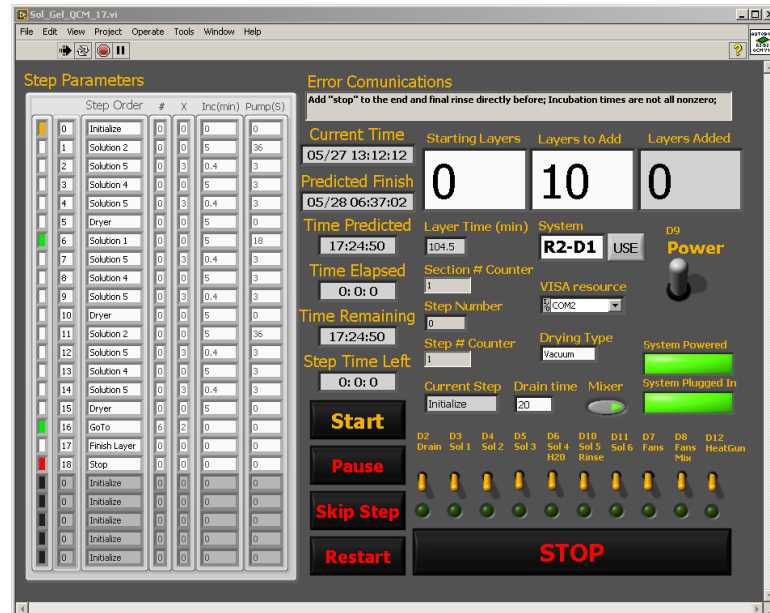 Sol_Gel_QCM_17.vi
File Edit View Project Operate Tools Window Help
Step Parameters
Step Order # X Inc(min) Pump(S)
0 Initialize 0 0 0 0
1 Solution 2 0 0 5 36
2 Solution 5 0 3 0.4 3
3 Solution 4 0 0 5 3
4 Solution 5 0 3 0.4 3
5 Dryer 0 0 5 0
6 Solution 1 0 0 5 18
7 Solution 5 0 3 0.4 3
8 Solution 4 0 0 5 3
9 Solution 5 0 3 0.4 3
10 Dryer 0 0 5 0
11 Solution 2 0 0 5 36
12 Solution 5 0 3 0.4 3
13 Solution 4 0 0 5 3
14 Solution 5 0 3 0.4 3
15 Dryer 0 0 5 0
16 GoTo 6 2 0 0
17 Finish Layer 0 0 0 0
18 Stop 0 0 0 0
0 Initialize 0 0 0 0
0 Initialize 0 0 0 0
0 Initialize 0 0 0 0
0 Initialize 0 0 0 0
0 Initialize 0 0 0 0
Error Comunications
Add "stop" to the end and final rinse directly before; Incubation times are not all nonzero;
Current Time
05/27 13:12:12
Predicted Finish
05/28 06:37:02
Time Predicted
17:24:50
Time Elapsed
0: 0: 0
Time Remaining
17:24:50
Step Time Left
0: 0: 0
Start
Pause
Skip Step
Restart
Starting Layers Layers to Add Layers Added
0 10 0
Layer Time (min)
104.5
Section # Counter
1
Step Number
0
Step # Counter
1
Current Step
Initialize
System
R2-D1 USE
VISA resource
COM2
Drying Type
Vacuum
Drain time
20
Mixer
D9
Power
System Powered
System Plugged In
D2 D3 D4 D5 D6 D10 D11 D7 D8 D12
Drain Sol 1 Sol 2 Sol 3 Sol 4 Sol 5 Sol 6 Fans Fans HeatGun
H20 Rinse Mix
STOP